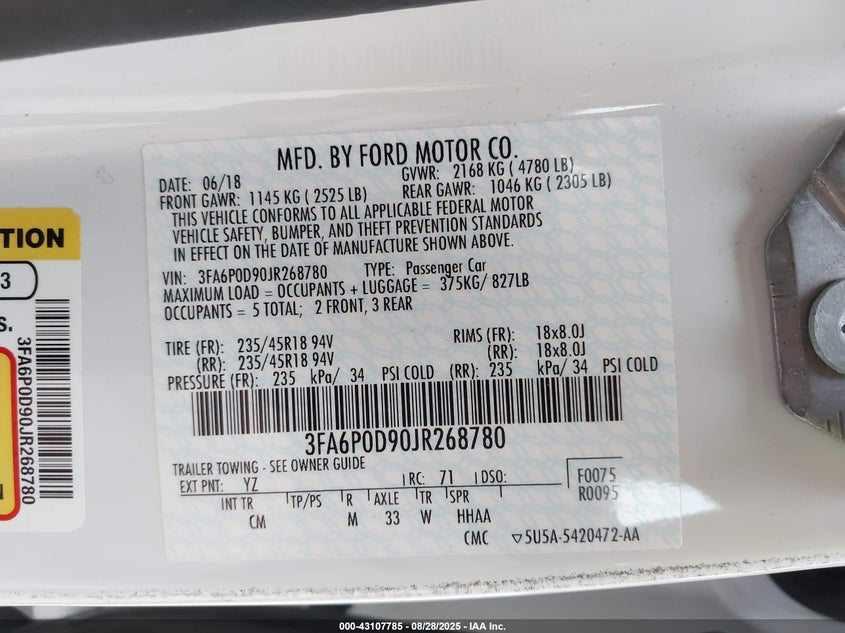 MFD. BY FORD MOTOR CO.
DATE: 06/18 GVWR: 2168 KG ( 4780 LB)
FRONT GAWR: 1145 KG ( 2525 LB) REAR GAWR: 1046 KG ( 2305 LB)
THIS VEHICLE CONFORMS TO ALL APPLICABLE FEDERAL MOTOR
VEHICLE SAFETY, BUMPER, AND THEFT PREVENTION STANDARDS
IN EFFECT ON THE DATE OF MANUFACTURE SHOWN ABOVE.
VIN: 3FA6P0D90JR268780 TYPE: Passenger Car
MAXIMUM LOAD = OCCUPANTS + LUGGAGE = 375KG/ 827LB
OCCUPANTS = 5 TOTAL; 2 FRONT, 3 REAR
TIRE (FR): 235/45R18 94V RIMS (FR): 18x8.0J
(RR): 235/45R18 94V (RR): 18x8.0J
PRESSURE (FR): 235 kPa/ 34 PSI COLD (RR): 235 kPa/ 34 PSI COLD
3FA6P0D90JR268780
TRAILER TOWING - SEE OWNER GUIDE
EXT PNT: YZ RC: 71 DSO: F0075
R0095
INT TR TP/PS R AXLE TR SPR
CM M 33 W HHAA
CMC ▽5U5A-5420472-AA
TION
3
S.
3FA6P0D90JR268780
N
000-43107785 - 08/28/2025 - IAA Inc.